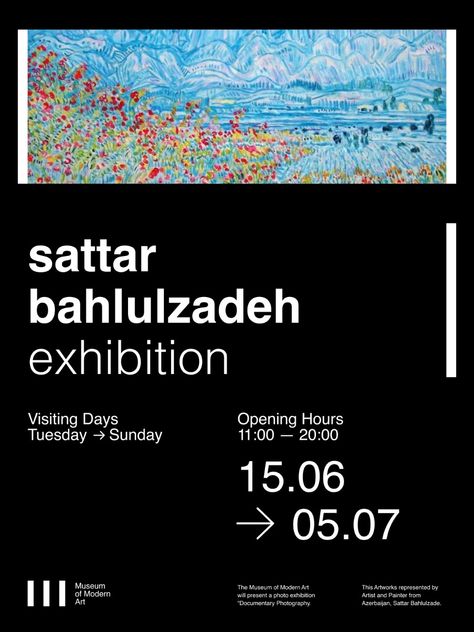 sattar
bahlulzadeh
exhibition
Visiting Days
Tuesday → Sunday
Opening Hours
11:00 — 20:00
15.06
→ 05.07
Museum
of Modern
Art
The Museum of Modern Art
will present a photo exhibition
"Documentary Photography.
This Artworks represented by
Artist and Painter from
Azerbaijan, Sattar Bahlulzade.